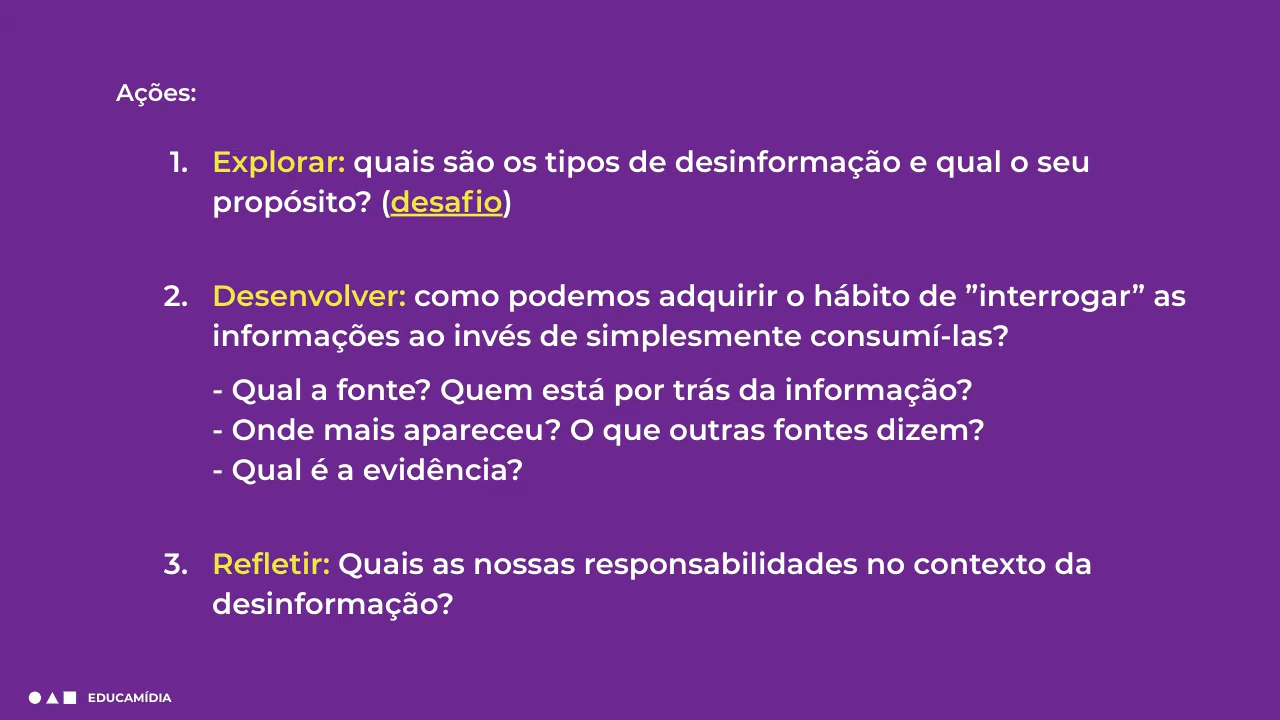 Ações:
1. Explorar: quais são os tipos de desinformação e qual o seu
propósito? (desafio)
2. Desenvolver: como podemos adquirir o hábito de ”interrogar” as
informações ao invés de simplesmente consumí-las?
- Qual a fonte? Quem está por trás da informação?
- Onde mais apareceu? O que outras fontes dizem?
- Qual é a evidência?
3. Refletir: Quais as nossas responsabilidades no contexto da
desinformação?
EDUCAMÍDIA